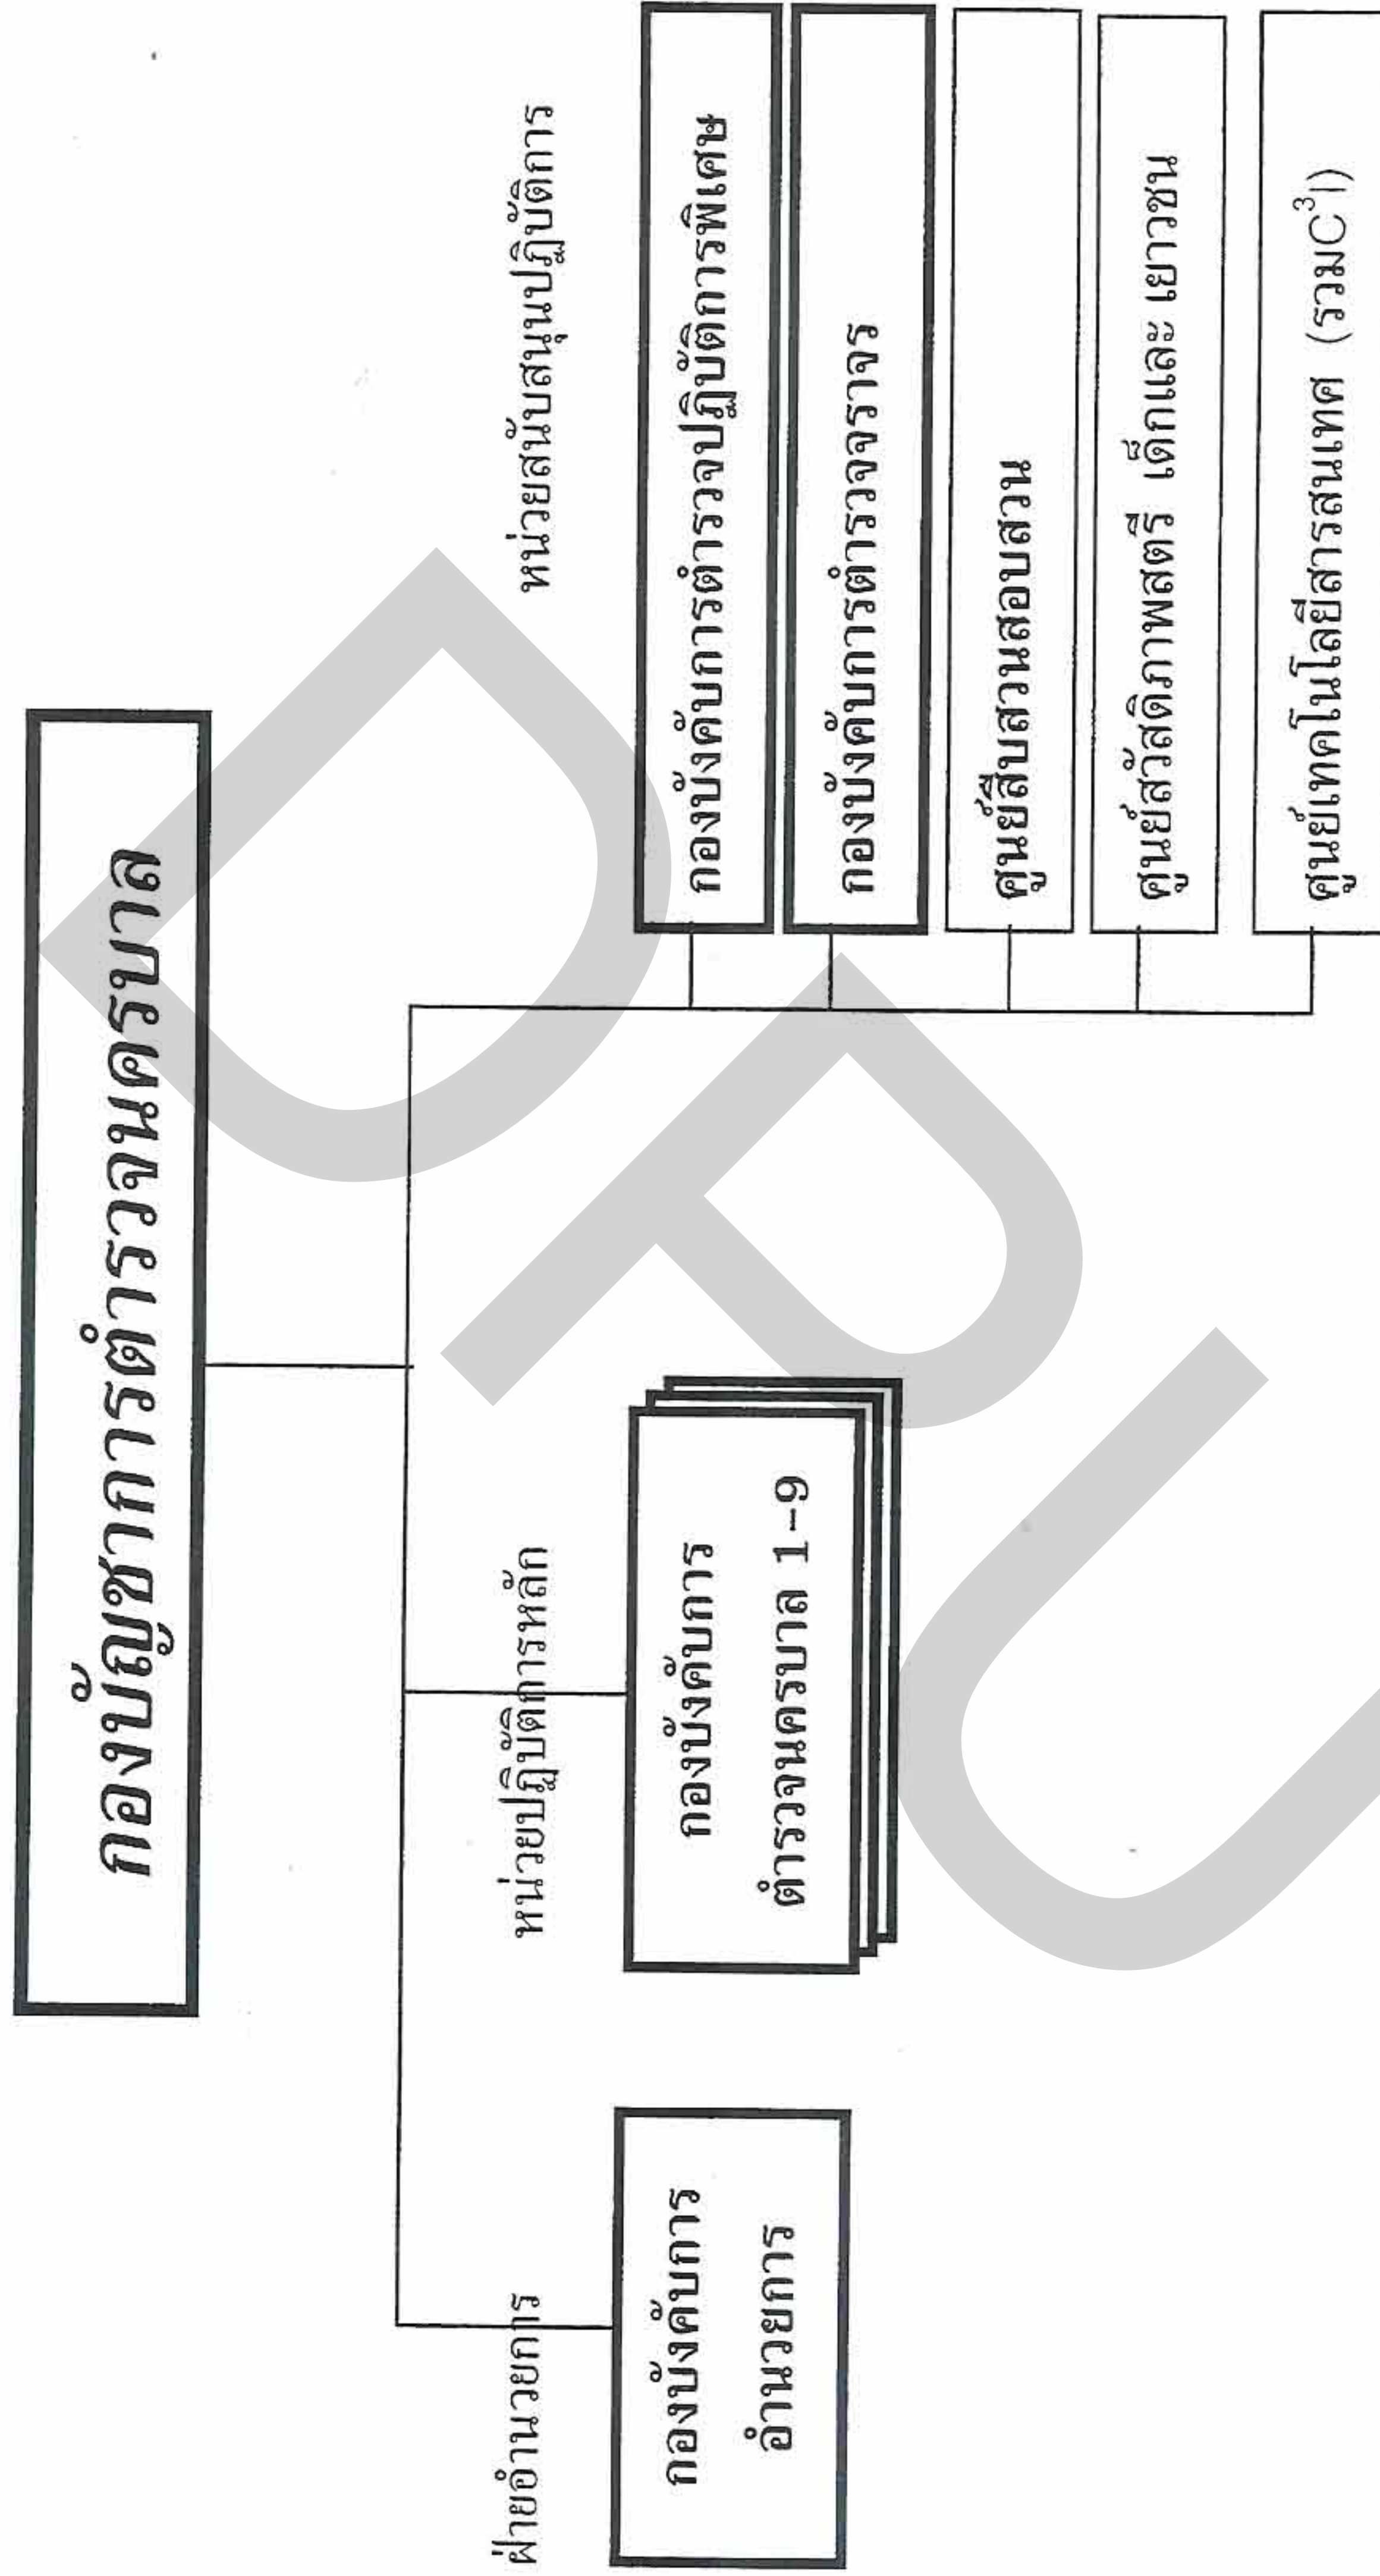 กองบัญชาการตำรวจนครบาล
ฝ่ายอำนวยการ
หน่วยปฏิบัติการหลัก
หน่วยสนับสนุนปฏิบัติการ
กองบังคับการ
อำนวยการ
กองบังคับการ
ตำรวจนครบาล 1-9
กองบังคับการตำรวจปฏิบัติการพิเศษ
กองบังคับการตำรวจจราจร
ศูนย์สืบสวนสอบสวน
ศูนย์สวัสดิภาพสตรี เด็กและ เยาวชน
ศูนย์เทคโนโลยีสารสนเทศ (รวมC³I)
DPU